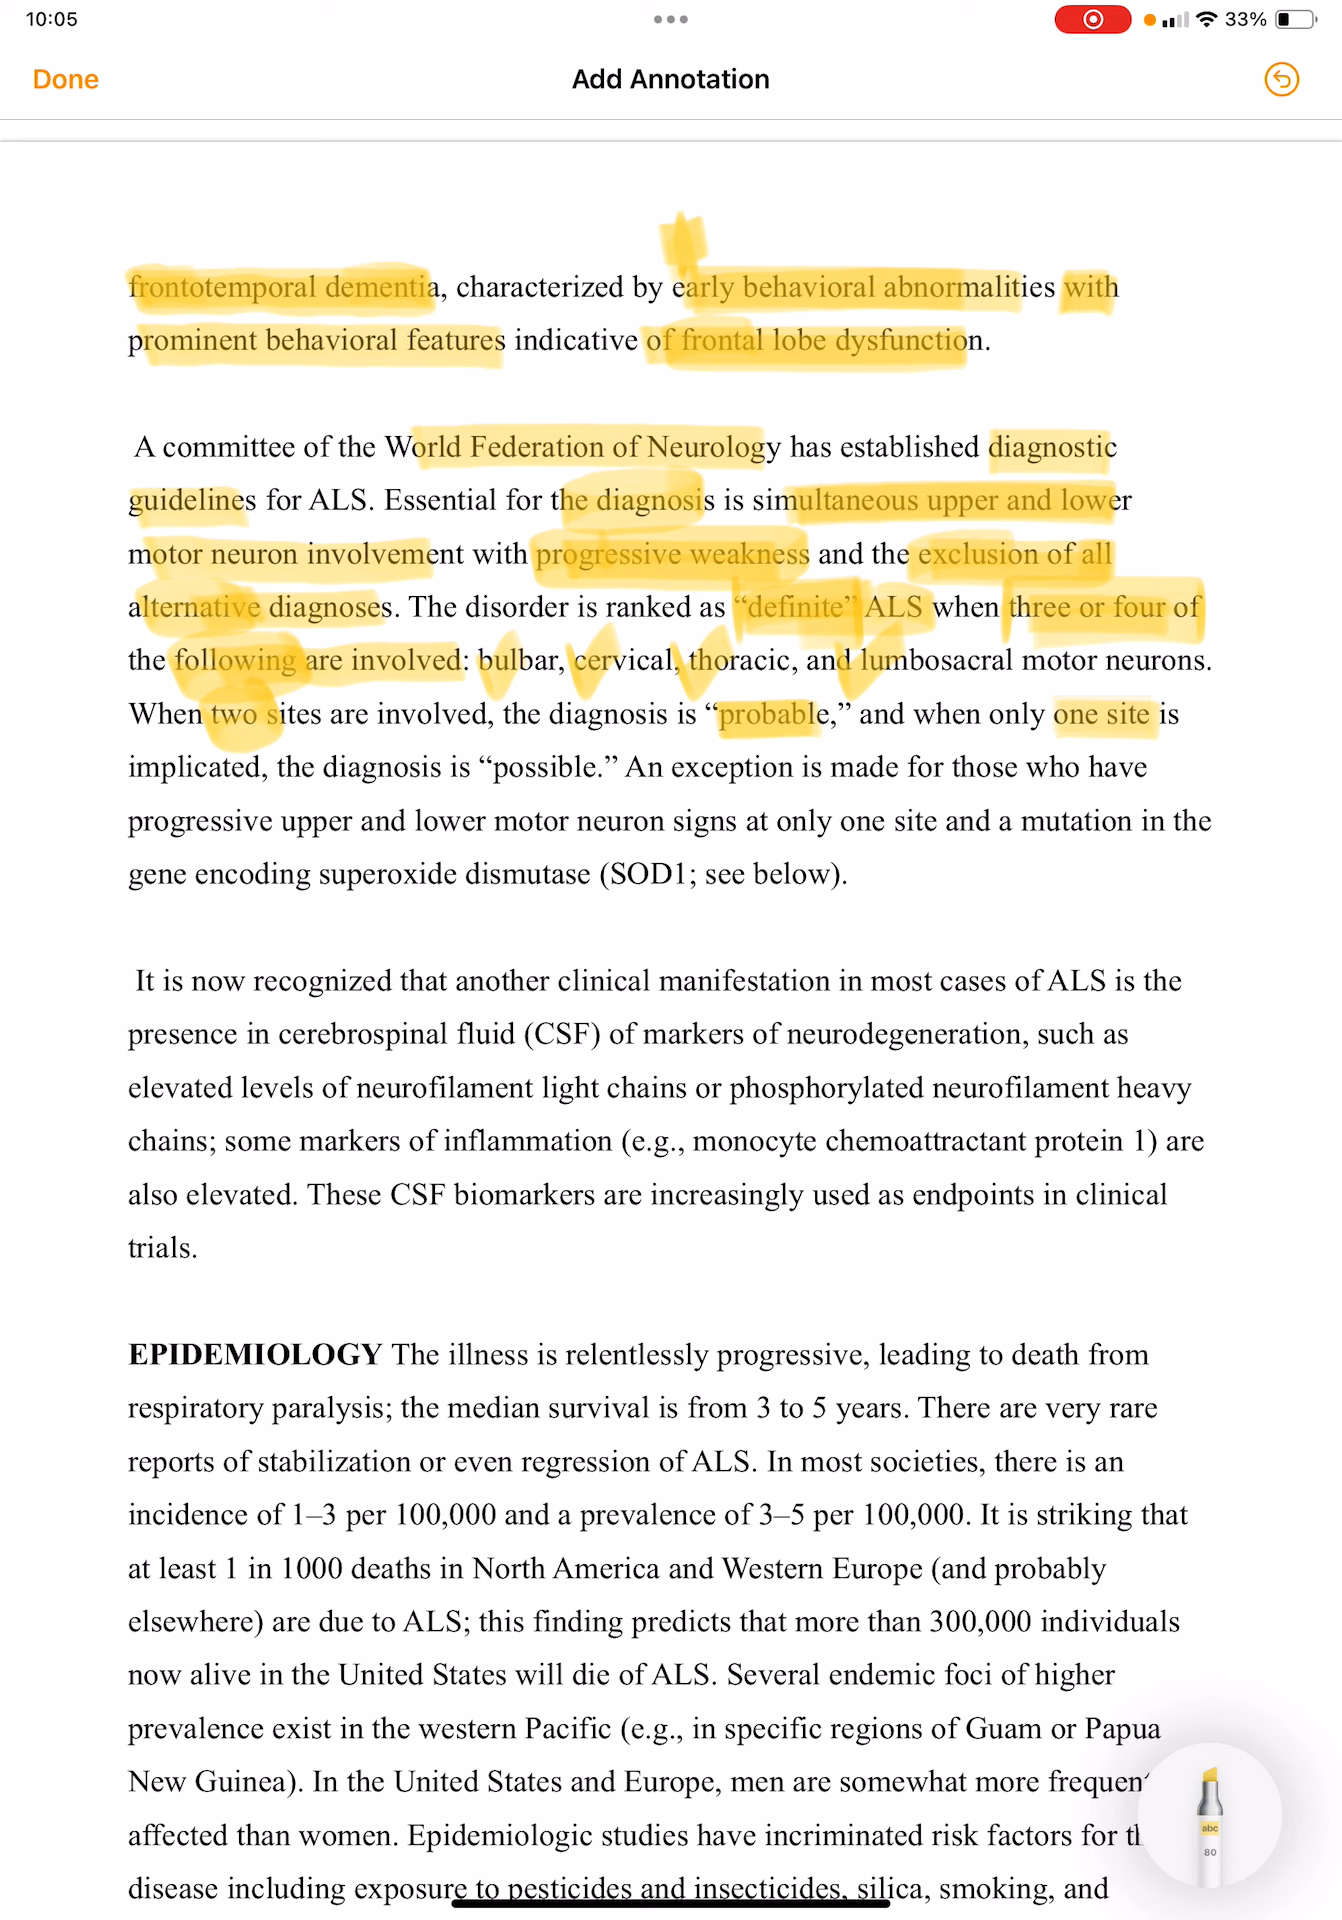 10:05
33%
Done
Add Annotation
frontotemporal dementia, characterized by early behavioral abnormalities with
prominent behavioral features indicative of frontal lobe dysfunction.
A committee of the World Federation of Neurology has established diagnostic
guidelines for ALS. Essential for the diagnosis is simultaneous upper and lower
motor neuron involvement with progressive weakness and the exclusion of all
alternative diagnoses. The disorder is ranked as “definite” ALS when three or four of
the following are involved: bulbar, cervical, thoracic, and lumbosacral motor neurons.
When two sites are involved, the diagnosis is “probable,” and when only one site is
implicated, the diagnosis is “possible.” An exception is made for those who have
progressive upper and lower motor neuron signs at only one site and a mutation in the
gene encoding superoxide dismutase (SOD1; see below).
It is now recognized that another clinical manifestation in most cases of ALS is the
presence in cerebrospinal fluid (CSF) of markers of neurodegeneration, such as
elevated levels of neurofilament light chains or phosphorylated neurofilament heavy
chains; some markers of inflammation (e.g., monocyte chemoattractant protein 1) are
also elevated. These CSF biomarkers are increasingly used as endpoints in clinical
trials.
EPIDEMIOLOGY The illness is relentlessly progressive, leading to death from
respiratory paralysis; the median survival is from 3 to 5 years. There are very rare
reports of stabilization or even regression of ALS. In most societies, there is an
incidence of 1–3 per 100,000 and a prevalence of 3–5 per 100,000. It is striking that
at least 1 in 1000 deaths in North America and Western Europe (and probably
elsewhere) are due to ALS; this finding predicts that more than 300,000 individuals
now alive in the United States will die of ALS. Several endemic foci of higher
prevalence exist in the western Pacific (e.g., in specific regions of Guam or Papua
New Guinea). In the United States and Europe, men are somewhat more
affected than women. Epidemiologic studies have incriminated risk factors for
disease including exposure to pesticides and insecticides, silica, smoking, and
abc
80